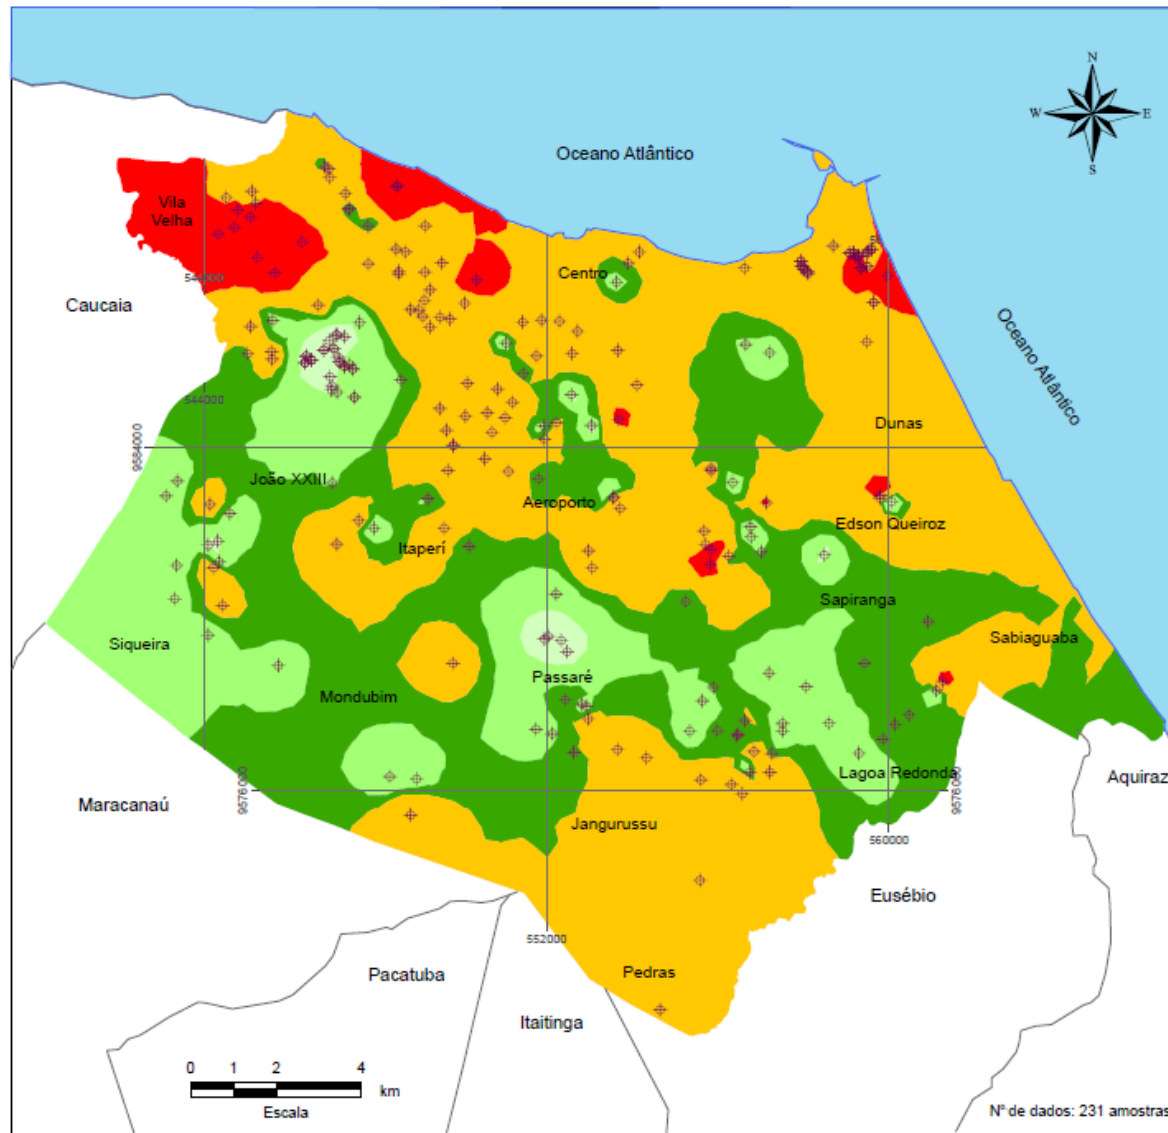 N
W
E
S
Oceano Atlântico
Vila
Velha
Centro
544000
Caucaia
Oceano Atlântico
544000
Dunas
9584000
João XXIII
Aeroporto
Edson Queiroz
Itaperí
Sapiranga
Sabiaguaba
Siqueira
Passaré
Mondubim
Lagoa Redonda
Aquiraz
Maracanaú
9576000
9576000
Jangurussu
560000
Eusébio
552000
Pedras
Pacatuba
Itaitinga
0 1 2 4
km
Escala
N° de dados: 231 amostras